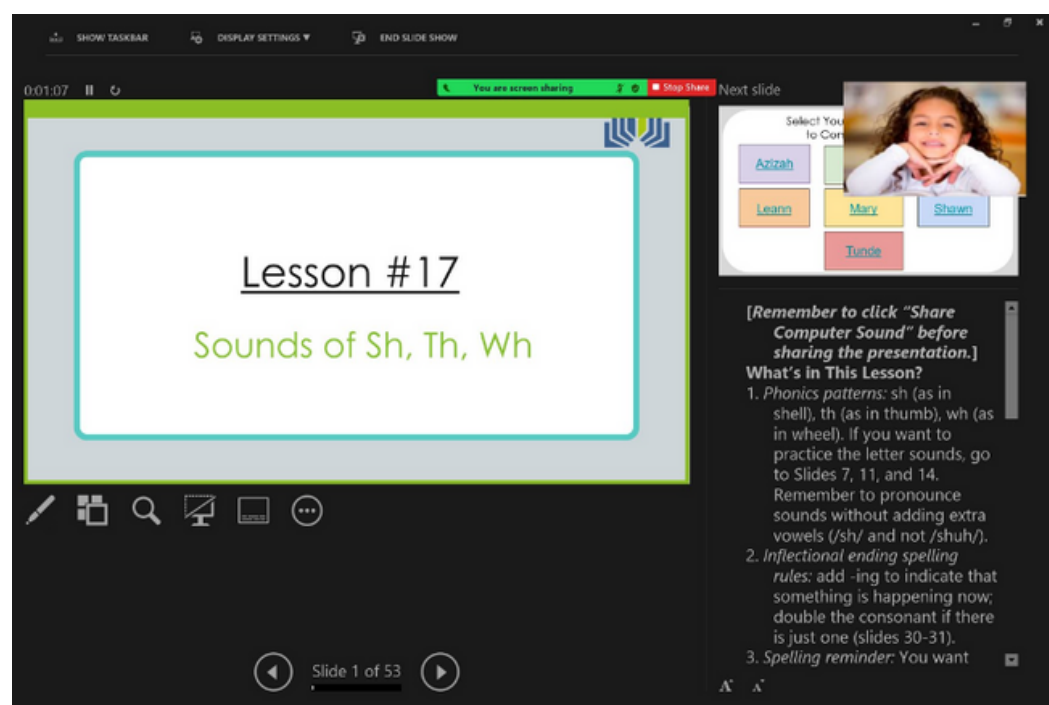 SHOW TASKBAR
DISPLAY SETTINGS ▼
END SLIDE SHOW
0:01:07
You are screen sharing
Stop Share
Next slide
Lesson #17
Sounds of Sh, Th, Wh
Select You
to Con
Azizah
Leann
Mary
Shawn
Tunde
[Remember to click “Share
Computer Sound” before
sharing the presentation.]
What’s in This Lesson?
1. Phonics patterns: sh (as in
shell), th (as in thumb), wh (as
in wheel). If you want to
practice the letter sounds, go
to Slides 7, 11, and 14.
Remember to pronounce
sounds without adding extra
vowels (/sh/ and not /shuh/).
2. Inflectional ending spelling
rules: add -ing to indicate that
something is happening now;
double the consonant if there
is just one (slides 30-31).
3. Spelling reminder: You want
Slide 1 of 53
A A